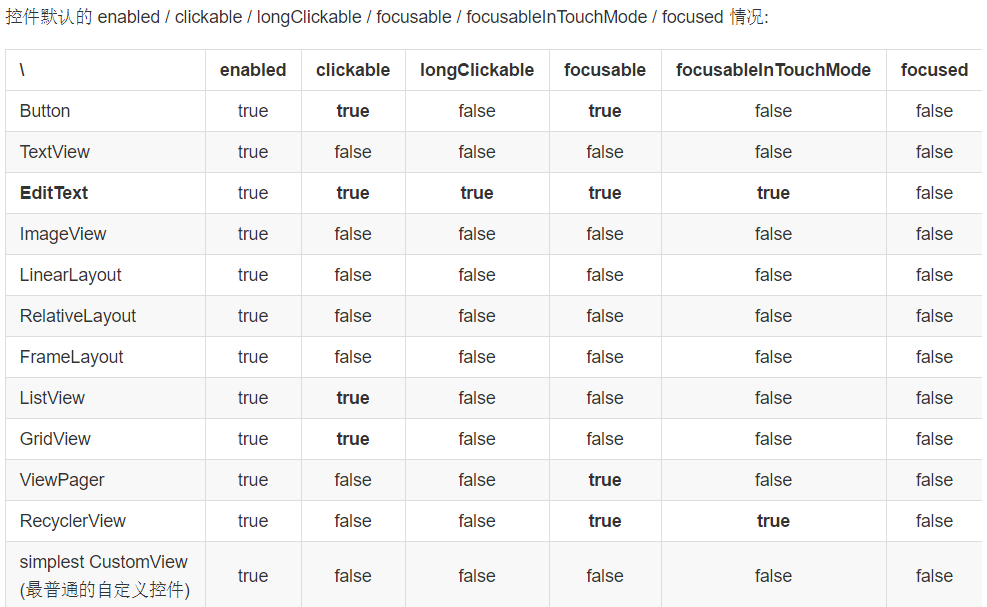 控件默认的 enabled / clickable / longClickable / focusable / focusableInTouchMode / focused 情况:
\ enabled clickable longClickable focusable focusableInTouchMode focused
Button true true false true false false
TextView true false false false false false
EditText true true true true true false
ImageView true false false false false false
LinearLayout true false false false false false
RelativeLayout true false false false false false
FrameLayout true false false false false false
ListView true true false false false false
GridView true true false false false false
ViewPager true false false true false false
RecyclerView true false false true true false
simplest CustomView
(最普通的自定义控件) true false false false false false